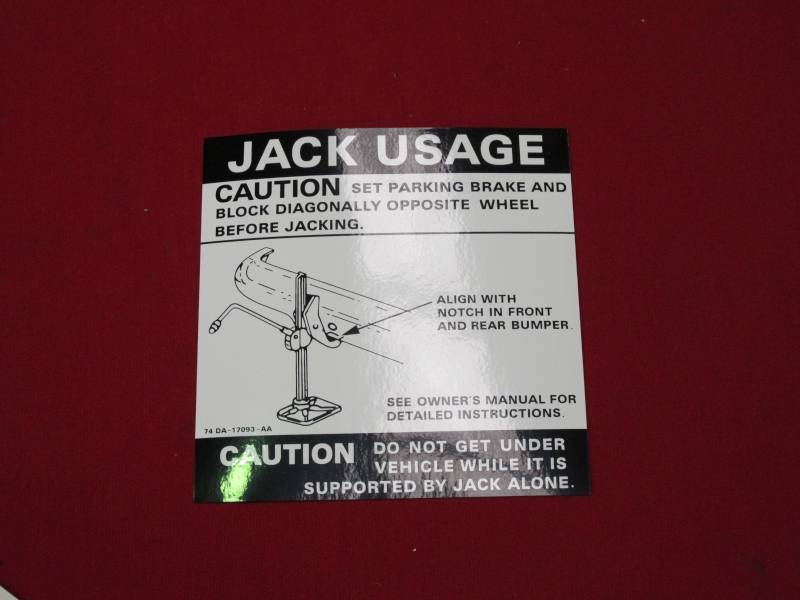 JACK USAGE
CAUTION SET PARKING BRAKE AND
BLOCK DIAGONALLY OPPOSITE WHEEL
BEFORE JACKING.
ALIGN WITH
NOTCH IN FRONT
AND REAR BUMPER.
SEE OWNER'S MANUAL FOR
DETAILED INSTRUCTIONS.
74 DA-17093-AA
CAUTION DO NOT GET UNDER
VEHICLE WHILE IT IS
SUPPORTED BY JACK ALONE.